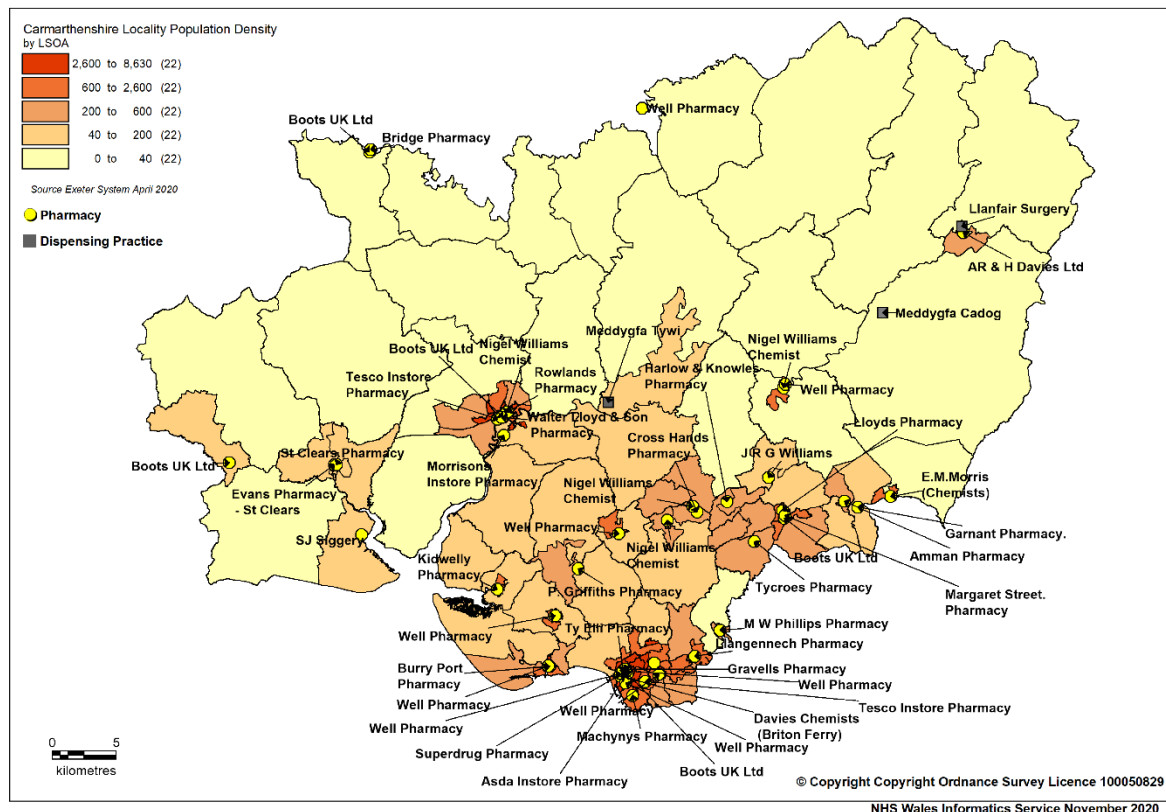 Carmarthenshire Locality Population Density
by LSOA
2,600 to 8,630 (22)
600 to 2,600 (22)
200 to 600 (22)
40 to 200 (22)
0 to 40 (22)
Source Exeter System April 2020
Pharmacy
Dispensing Practice
Boots UK Ltd
Bridge Pharmacy
Well Pharmacy
Llanfair Surgery
AR & H Davies Ltd
Meddygfa Cadog
Meddygfa Tywi
Nigel Williams
Chemist
Boots UK Ltd
Rowlands
Pharmacy
Tesco Instore
Pharmacy
Harlow & Knowles
Pharmacy
Nigel Williams
Chemist
Well Pharmacy
Walter Lloyd & Son
Pharmacy
Lloyds Pharmacy
Cross Hands
Pharmacy
St Clears Pharmacy
Boots UK Ltd
Morrisons
Instore Pharmacy
J R G Williams
E.M.Morris
(Chemists)
Evans Pharmacy
- St Clears
Nigel Williams
Chemist
Garnant Pharmacy.
SJ Siggery
Well Pharmacy
Nigel Williams
Chemist
Boots UK Ltd
Amman Pharmacy
Kidwelly
Pharmacy
P. Griffiths Pharmacy
Tycroes Pharmacy
Margaret Street.
Pharmacy
Well Pharmacy
Ty Elli Pharmacy
M W Phillips Pharmacy
Llangennech Pharmacy
Burry Port
Pharmacy
Gravells Pharmacy
Well Pharmacy
Well Pharmacy
Tesco Instore Pharmacy
Well Pharmacy
Well Pharmacy
Davies Chemists
(Briton Ferry)
Machynys Pharmacy
Well Pharmacy
Superdrug Pharmacy
Boots UK Ltd
Asda Instore Pharmacy
0 5
kilometres
© Copyright Copyright Ordnance Survey Licence 100050829
NHS Wales Informatics Service November 2020